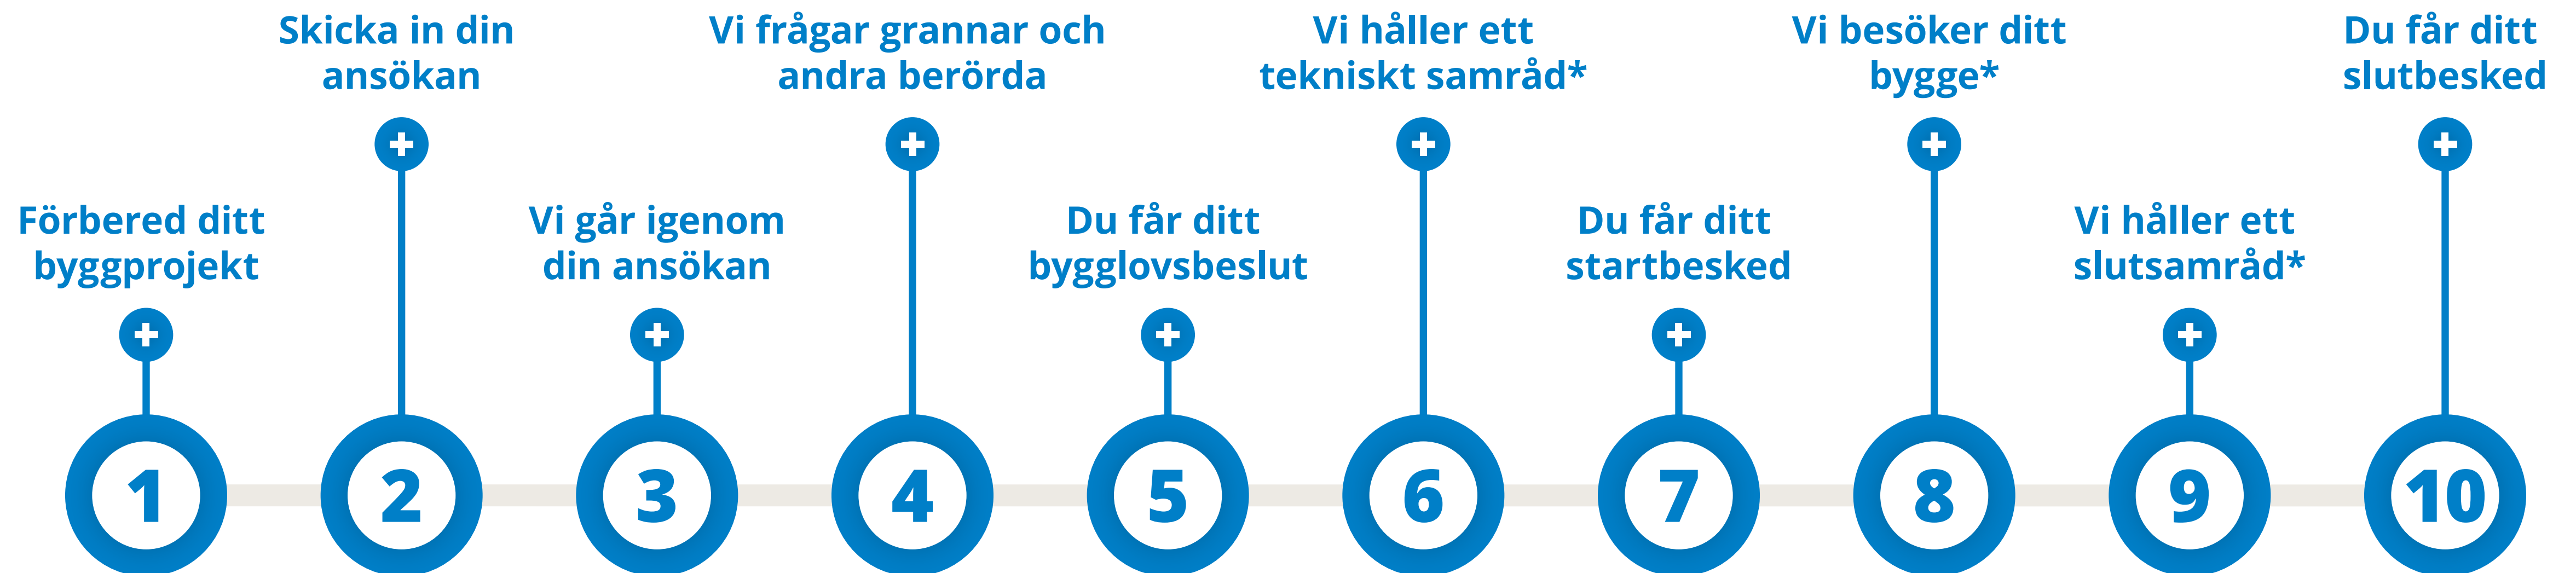 Förbered ditt
byggprojekt
1
Skicka in din
ansökan
2
Vi går igenom
din ansökan
3
Vi frågar grannar och
andra berörda
4
Du får ditt
bygglovsbeslut
5
Vi håller ett
tekniskt samråd*
6
Du får ditt
startbesked
7
Vi besöker ditt
bygge*
8
Vi håller ett
slutsamråd*
9
Du får ditt
slutbesked
10